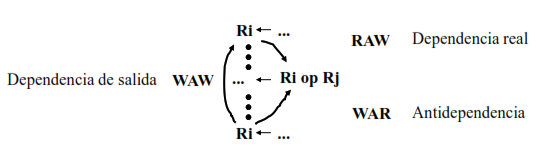 Ri ← ...
RAW Dependencia real
Dependencia de salida WAW ... ← Ri op Rj
WAR Antidependencia
Ri ← ...